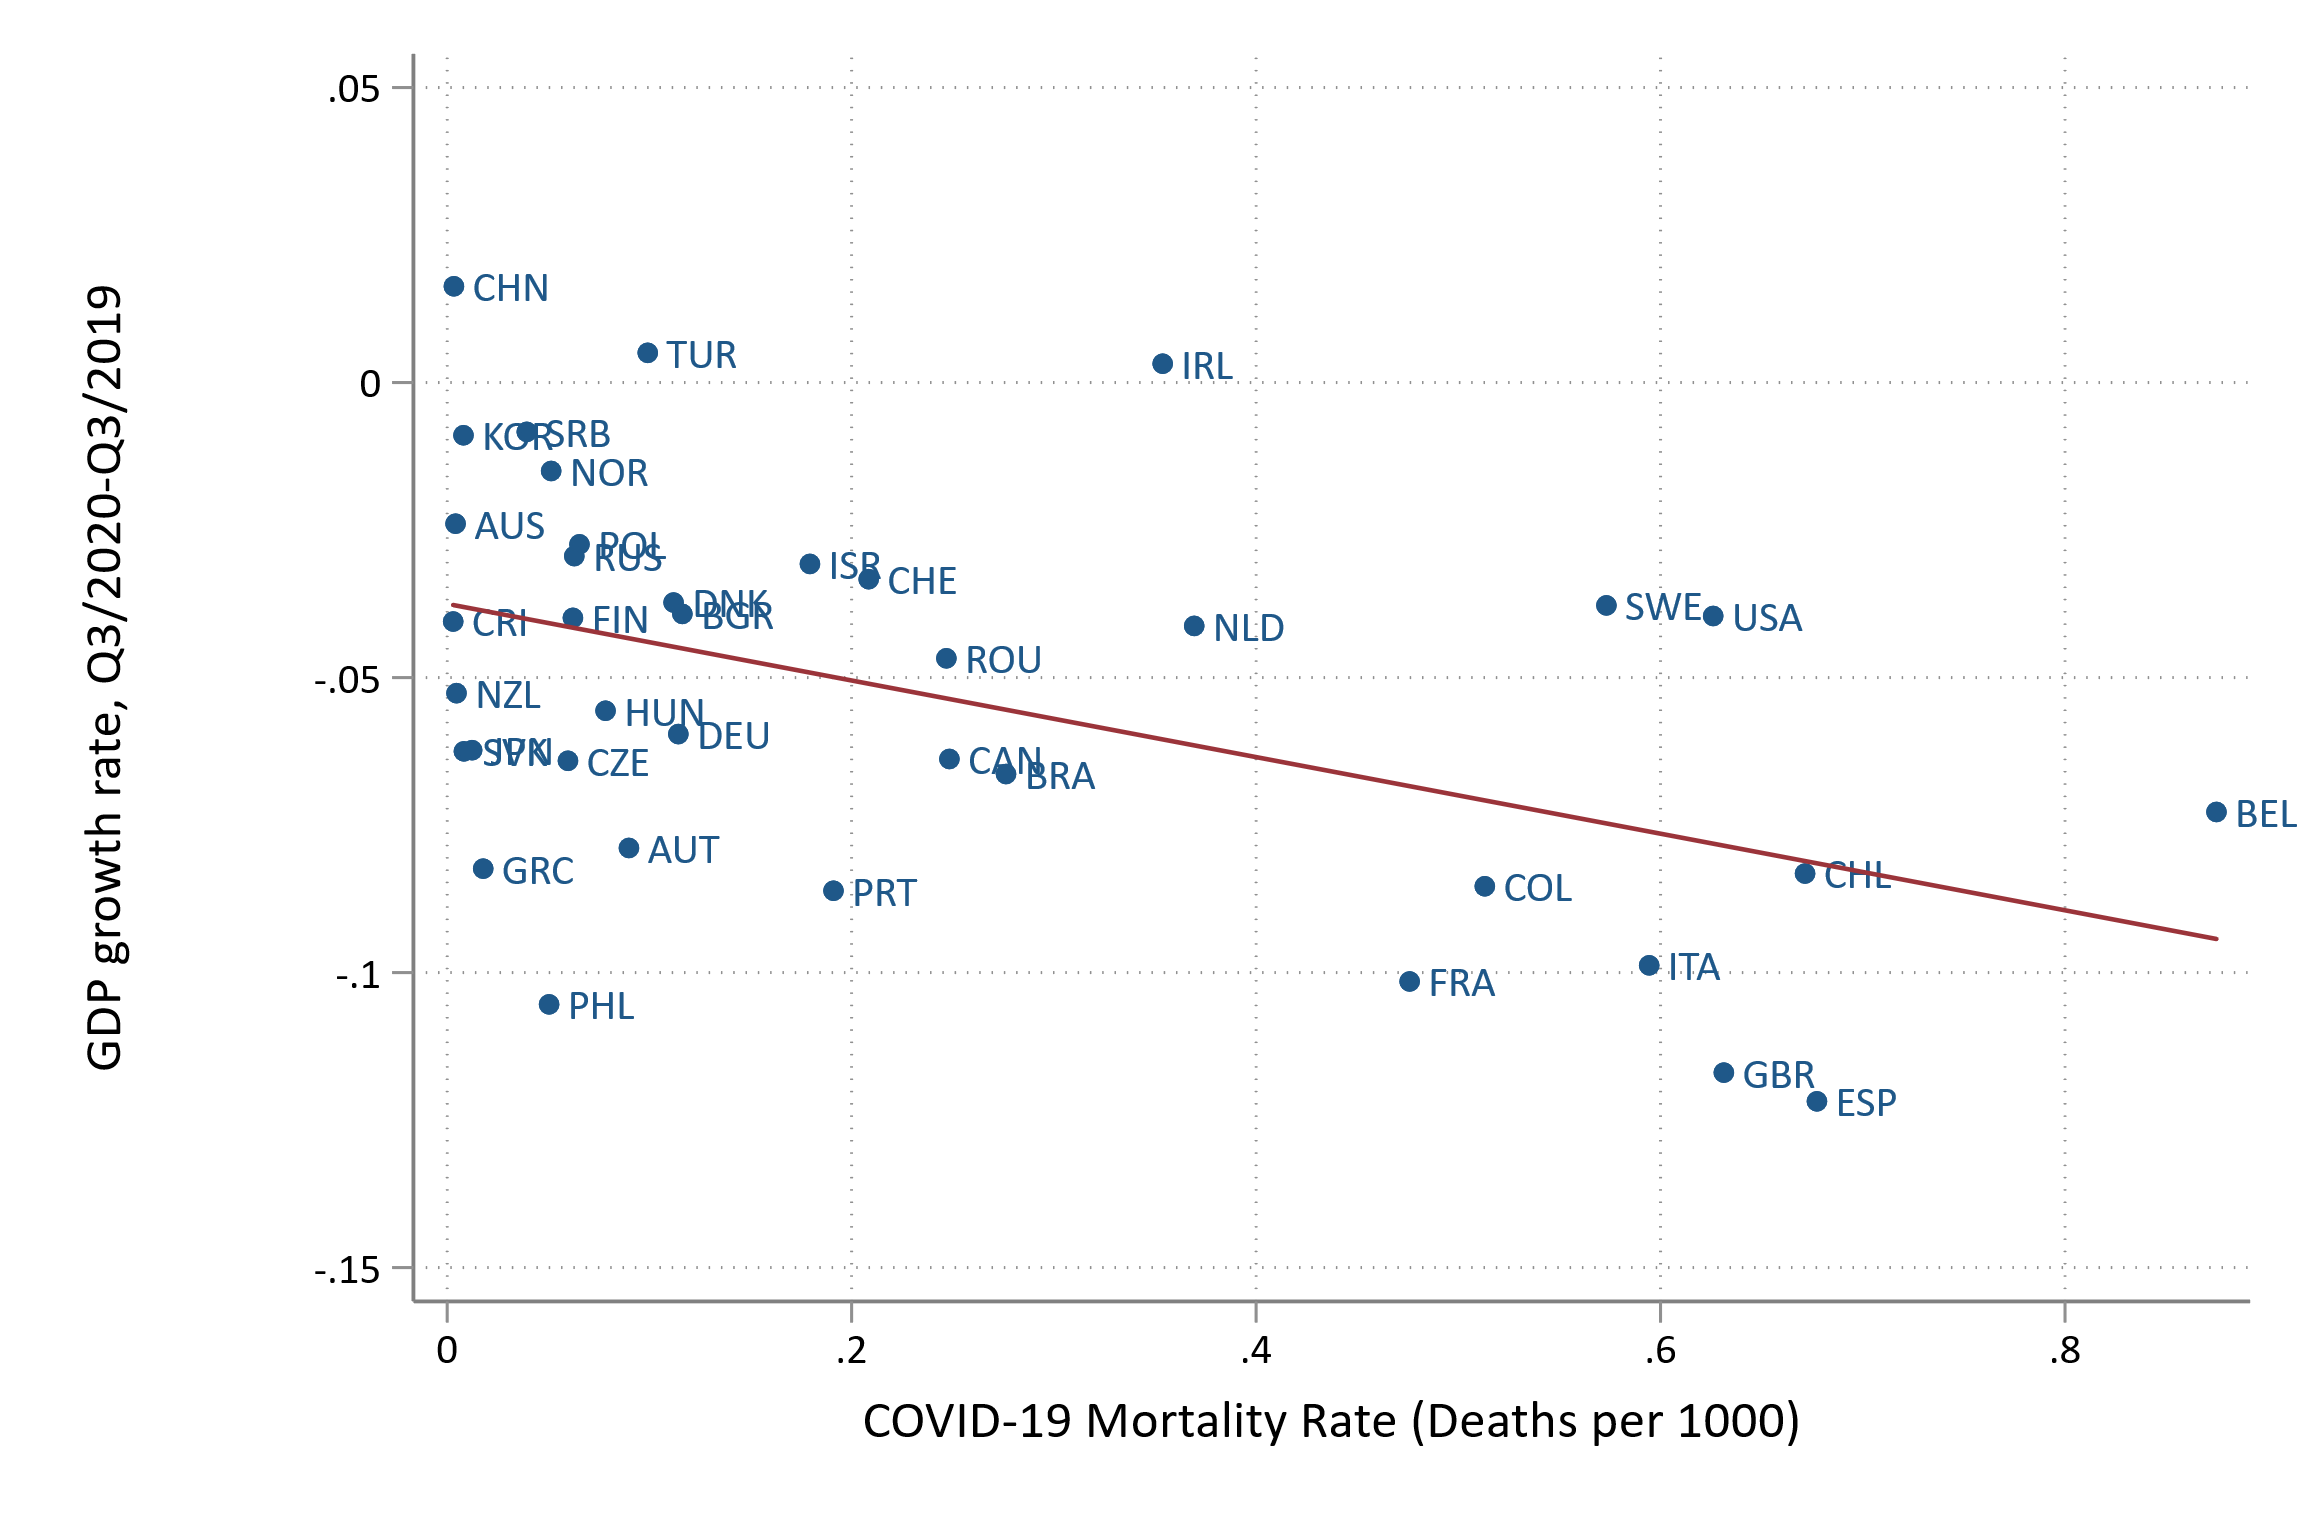 GDP growth rate, Q3/2020-Q3/2019
.05
0
-.05
-.1
-.15
CHN
TUR
IRL
KOR
SRB
NOR
AUS
POL
RUS
ISR
CHE
DNK
BGR
SWE
USA
CRI
FIN
NLD
ROU
NZL
HUN
DEU
SVK
JPN
CZE
CAN
BRA
BEL
AUT
GRC
CHL
COL
PRT
ITA
FRA
PHL
GBR
ESP
0
.2
.4
.6
.8
COVID-19 Mortality Rate (Deaths per 1000)